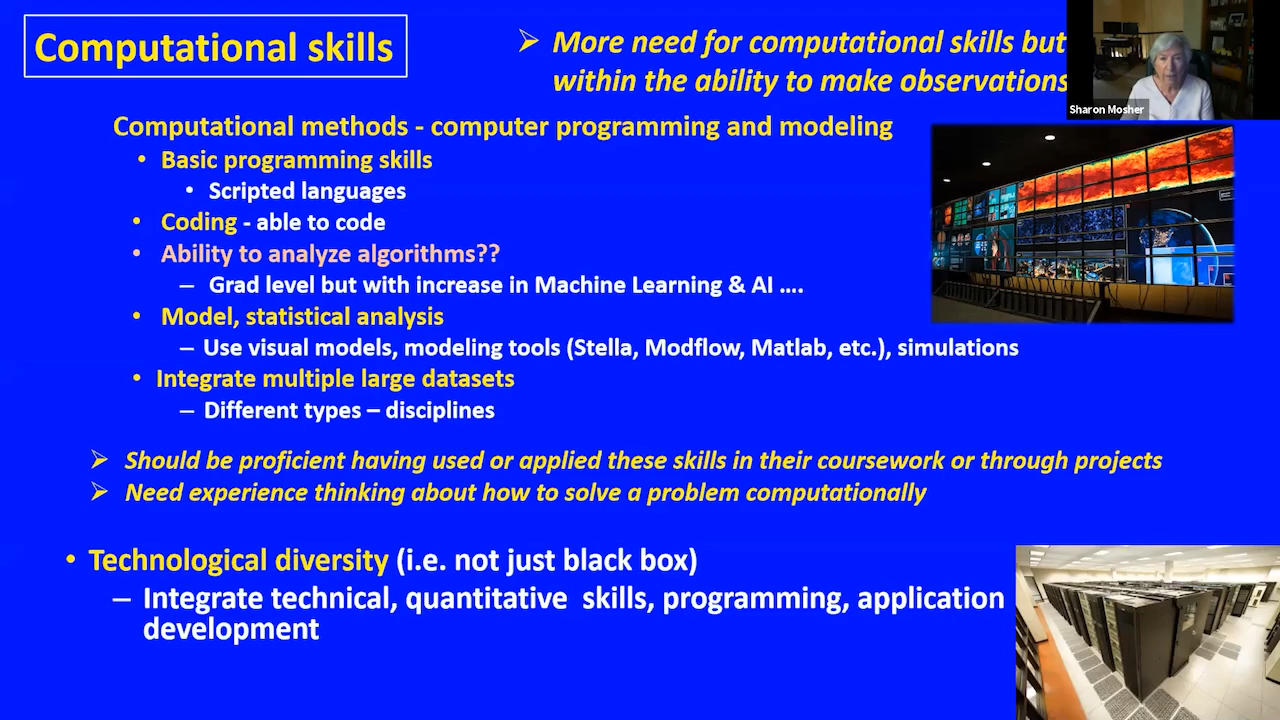 Computational skills
➢ More need for computational skills but
within the ability to make observations
Sharon Mosher
Computational methods - computer programming and modeling
• Basic programming skills
• Scripted languages
• Coding - able to code
• Ability to analyze algorithms??
– Grad level but with increase in Machine Learning & AI ....
• Model, statistical analysis
– Use visual models, modeling tools (Stella, Modflow, Matlab, etc.), simulations
• Integrate multiple large datasets
– Different types – disciplines
➢ Should be proficient having used or applied these skills in their coursework or through projects
➢ Need experience thinking about how to solve a problem computationally
• Technological diversity (i.e. not just black box)
– Integrate technical, quantitative skills, programming, application
development